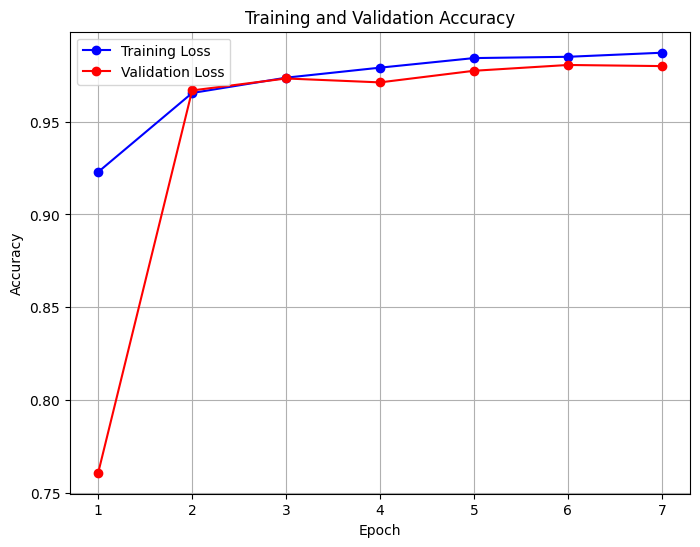 Training and Validation Accuracy
Training Loss
Validation Loss
Accuracy
0.95
0.90
0.85
0.80
0.75
1 2 3 4 5 6 7
Epoch